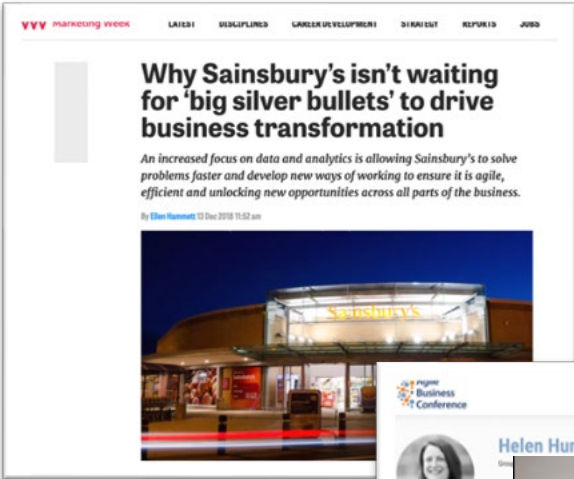 Marketing Week LATEST DISCIPLINES CAREER DEVELOPMENT STRATEGY REPORTS JOBS
Why Sainsbury's isn't waiting
for 'big silver bullets' to drive
business transformation
An increased focus on data and analytics is allowing Sainsbury's to solve
problems faster and develop new ways of working to ensure it is agile,
efficient and unlocking new opportunities across all parts of the business.
By Ellen Hammett 13 Dec 2018 11:52 am
Sainsbury's
Business
Conference
Helen Hun